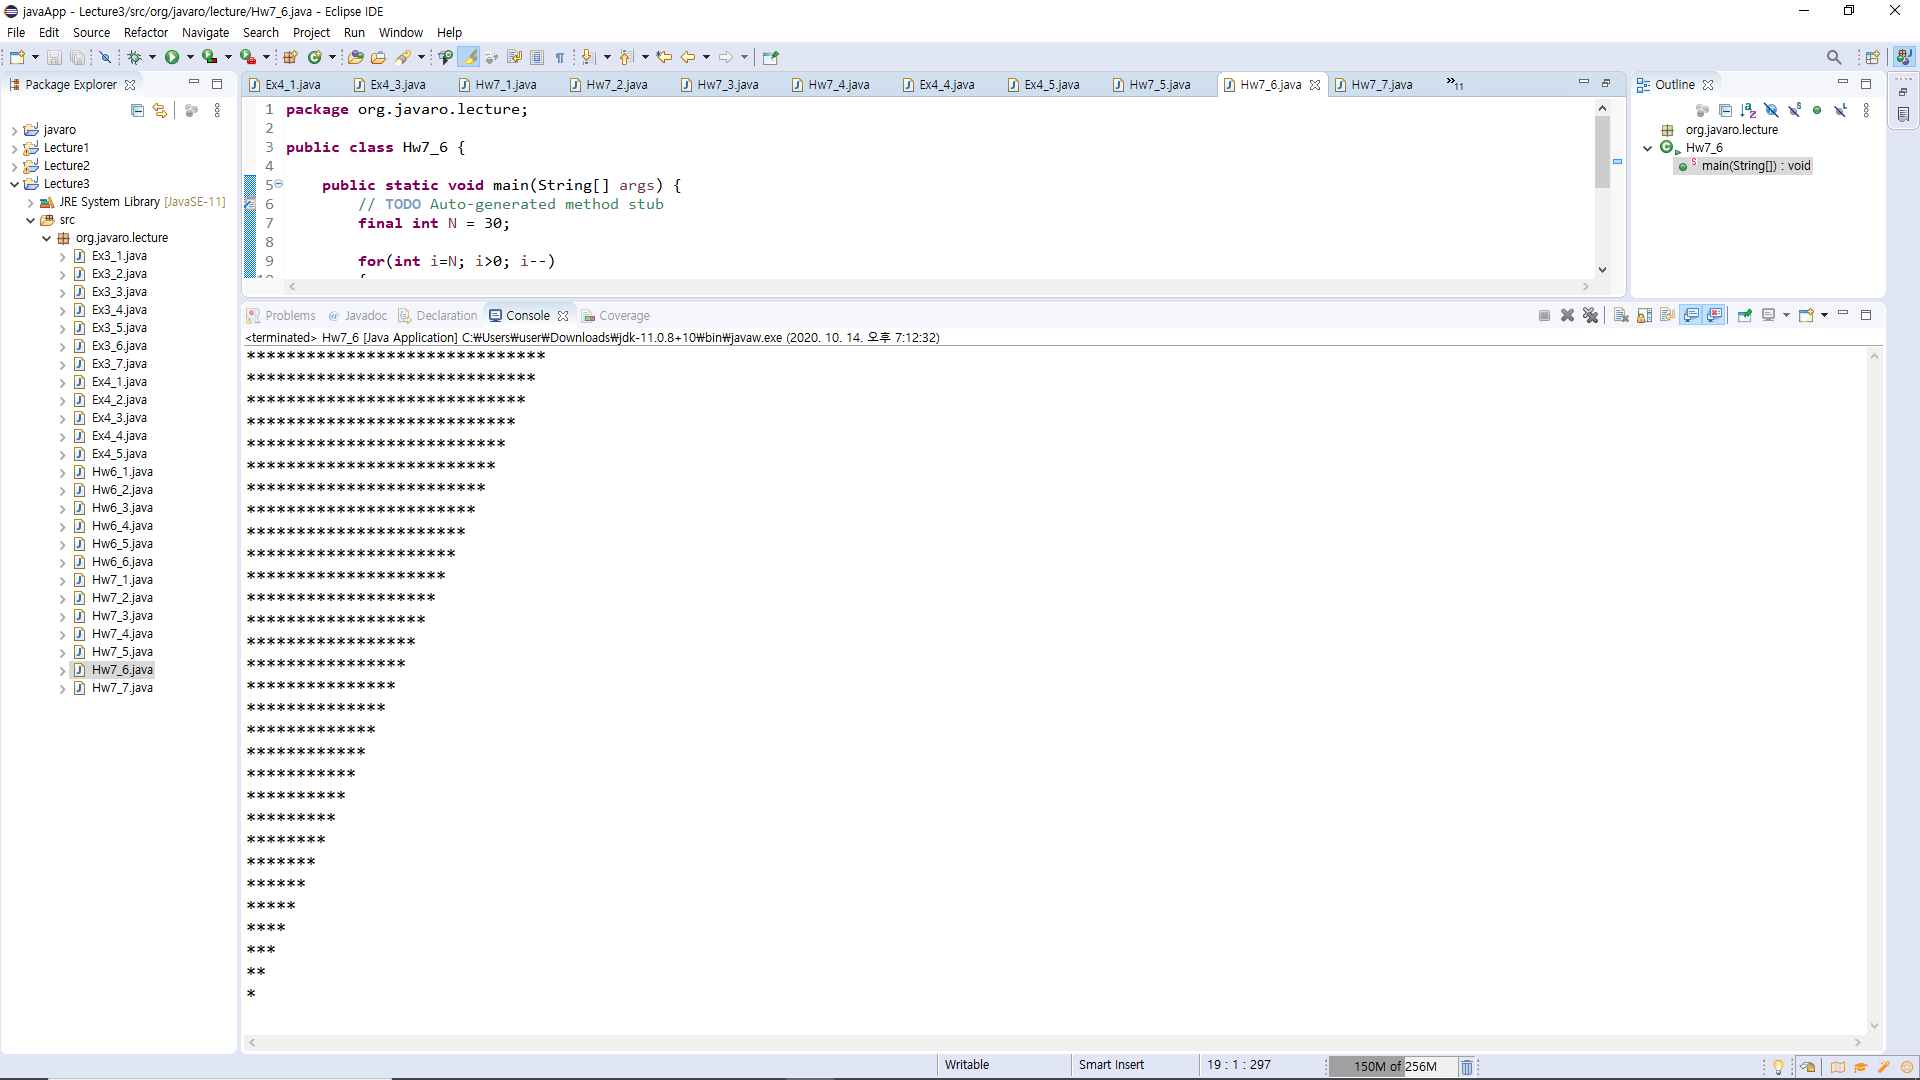 javaApp - Lecture3/src/org/javaro/lecture/Hw7_6.java - Eclipse IDE
File Edit Source Refactor Navigate Search Project Run Window Help
Package Explorer
javaro
Lecture1
Lecture2
Lecture3
JRE System Library [JavaSE-11]
src
org.javaro.lecture
Ex3_1.java
Ex3_2.java
Ex3_3.java
Ex3_4.java
Ex3_5.java
Ex3_6.java
Ex3_7.java
Ex4_1.java
Ex4_2.java
Ex4_3.java
Ex4_4.java
Ex4_5.java
Hw6_1.java
Hw6_2.java
Hw6_3.java
Hw6_4.java
Hw6_5.java
Hw6_6.java
Hw7_1.java
Hw7_2.java
Hw7_3.java
Hw7_4.java
Hw7_5.java
Hw7_6.java
Hw7_7.java
Ex4_1.java Ex4_3.java Hw7_1.java Hw7_2.java Hw7_3.java Hw7_4.java Ex4_4.java Ex4_5.java Hw7_5.java Hw7_6.java Hw7_7.java »11
1 package org.javaro.lecture;
2
3 public class Hw7_6 {
4
5 public static void main(String[] args) {
6 // TODO Auto-generated method stub
7 final int N = 30;
8
9 for(int i=N; i>0; i--)
10 {
Outline
org.javaro.lecture
Hw7_6
main(String[]) : void
Problems @ Javadoc Declaration Console Coverage
<terminated> Hw7_6 [Java Application] C:₩Users₩user₩Downloads₩jdk-11.0.8+10₩bin₩javaw.exe (2020. 10. 14. 오후 7:12:32)
******************************
*****************************
****************************
***************************
**************************
*************************
************************
***********************
**********************
*********************
********************
*******************
******************
*****************
****************
***************
**************
*************
************
***********
**********
*********
********
*******
******
*****
****
***
**
*
Writable Smart Insert 19 : 1 : 297 150M of 256M